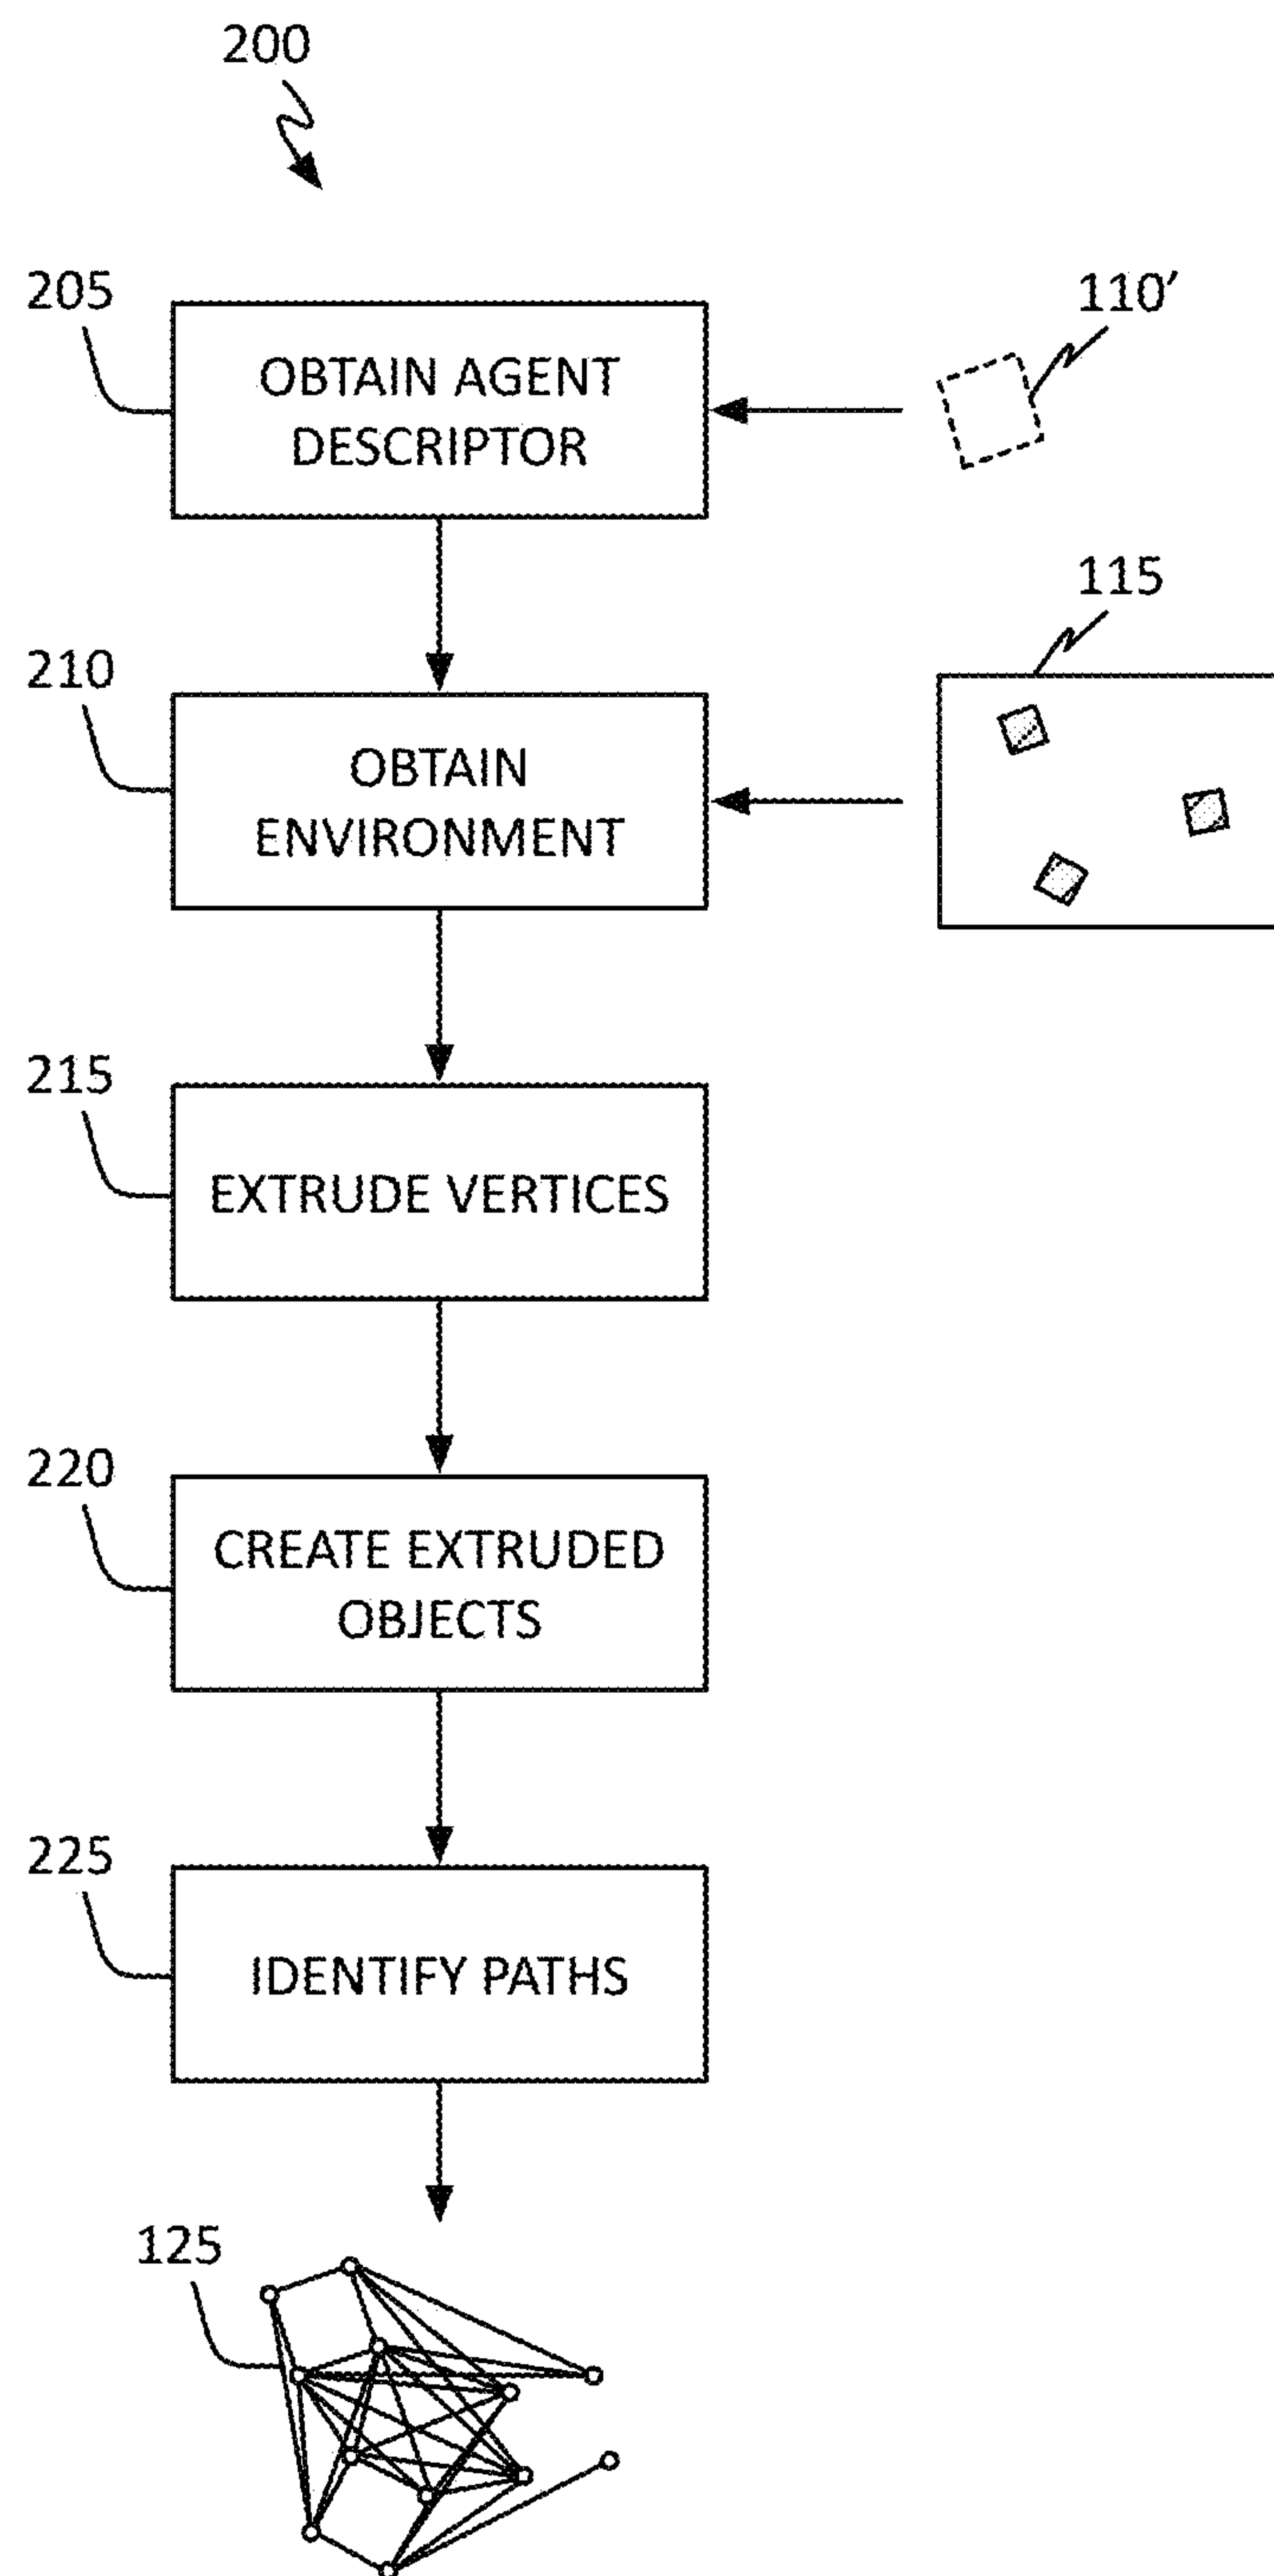 200
205
OBTAIN AGENT
DESCRIPTOR
110′
210
OBTAIN
ENVIRONMENT
115
215
EXTRUDE VERTICES
220
CREATE EXTRUDED
OBJECTS
225
IDENTIFY PATHS
125